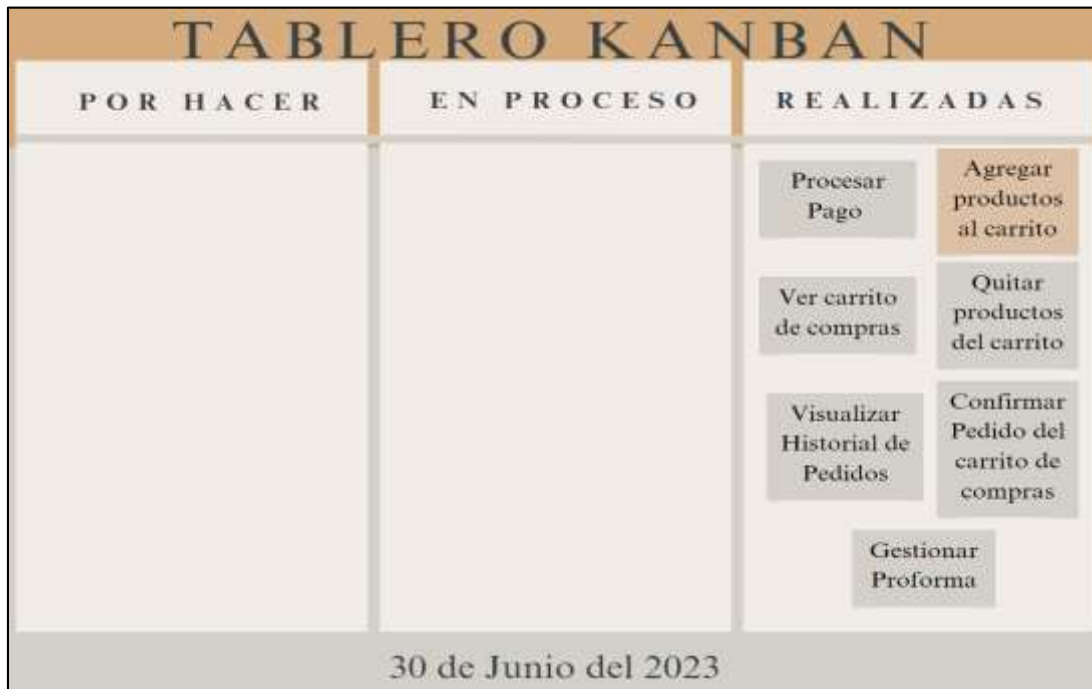 TABLERO KANBAN
POR HACER
EN PROCESO
REALIZADAS
Procesar
Pago
Agregar
productos
al carrito
Ver carrito
de compras
Quitar
productos
del carrito
Visualizar
Historial de
Pedidos
Confirmar
Pedido del
carrito de
compras
Gestionar
Proforma
30 de Junio del 2023